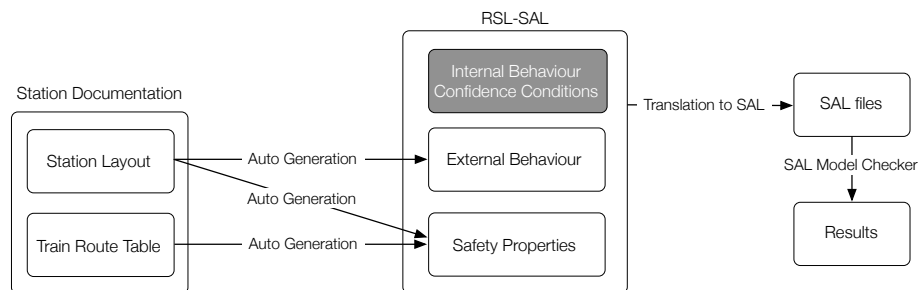 RSL-SAL
Internal Behaviour
Confidence Conditions
Station Documentation
Translation to SAL
SAL files
Station Layout
Auto Generation
External Behaviour
SAL Model Checker
Auto Generation
Train Route Table
Auto Generation
Safety Properties
Results